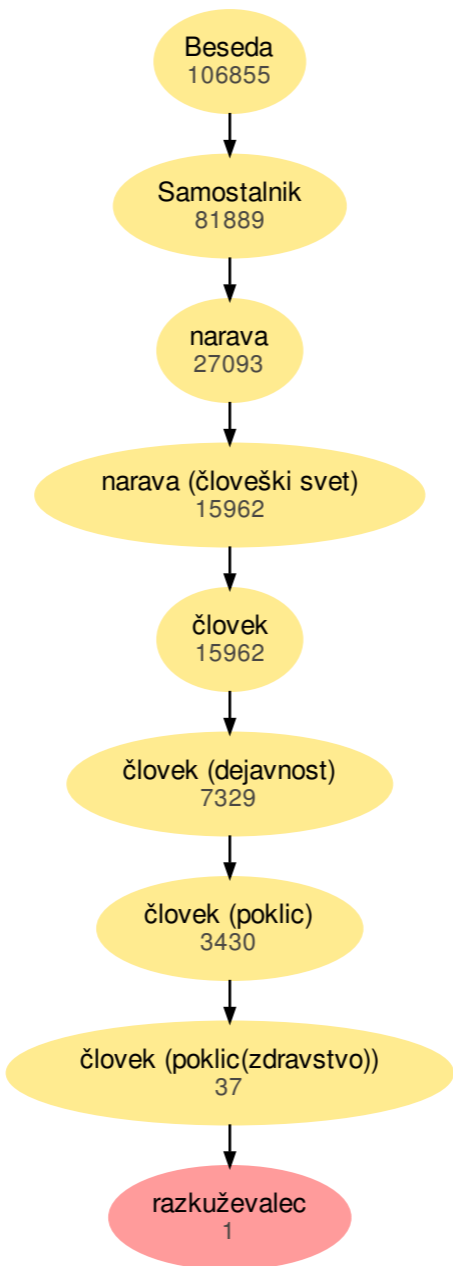 Beseda
106855
Samostalnik
81889
narava
27093
narava (človeški svet)
15962
človek
15962
človek (dejavnost)
7329
človek (poklic)
3430
človek (poklic(zdravstvo))
37
razkuževalec
1